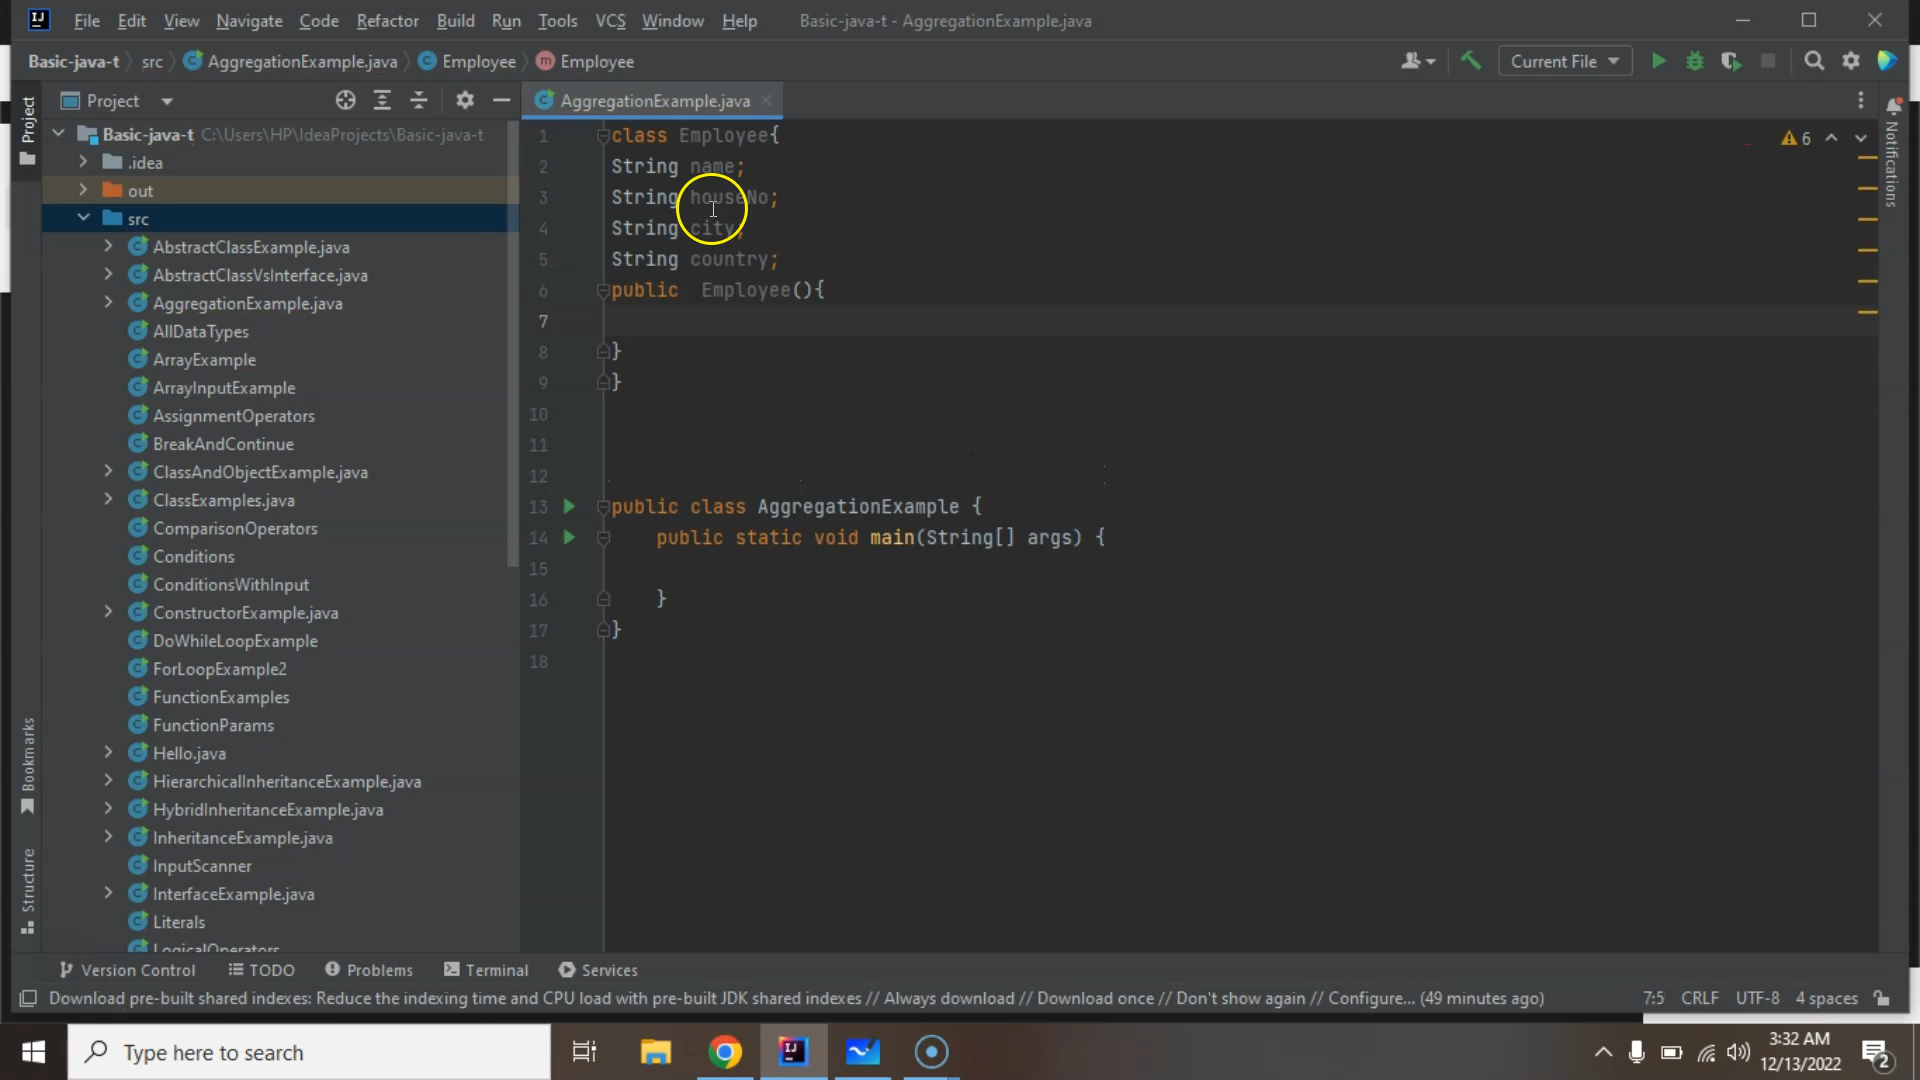 File Edit View Navigate Code Refactor Build Run Tools VCS Window Help Basic-java-t - AggregationExample.java
Basic-java-t src AggregationExample.java Employee Employee Current File
Project AggregationExample.java
Project
Basic-java-t C:\Users\HP\IdeaProjects\Basic-java-t
.idea
out
src
AbstractClassExample.java
AbstractClassVsInterface.java
AggregationExample.java
AllDataTypes
ArrayExample
ArrayInputExample
AssignmentOperators
BreakAndContinue
ClassAndObjectExample.java
ClassExamples.java
ComparisonOperators
Conditions
ConditionsWithInput
ConstructorExample.java
DoWhileLoopExample
ForLoopExample2
FunctionExamples
FunctionParams
Hello.java
HierarchicalInheritanceExample.java
HybridInheritanceExample.java
InheritanceExample.java
InputScanner
InterfaceExample.java
Literals
LogicalOperators
Bookmarks
Structure
1 class Employee{
2 String name;
3 String houseNo;
4 String city;
5 String country;
6 public Employee(){
7
8 }
9 }
10
11
12
13 public class AggregationExample {
14 public static void main(String[] args) {
15
16 }
17 }
18
6
Notifications
Version Control TODO Problems Terminal Services
Download pre-built shared indexes: Reduce the indexing time and CPU load with pre-built JDK shared indexes // Always download // Download once // Don't show again // Configure... (49 minutes ago) 7:5 CRLF UTF-8 4 spaces
Type here to search
3:32 AM
12/13/2022
2